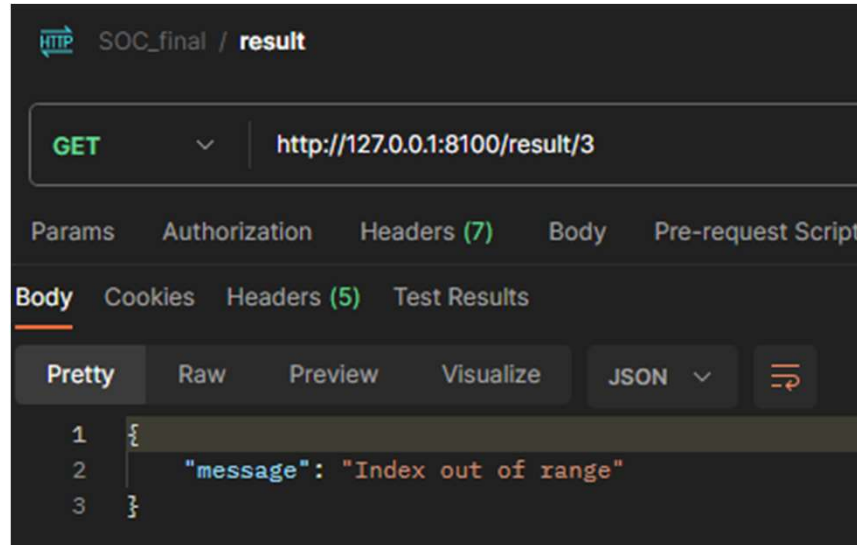 HTTP SOC_final / result
GET http://127.0.0.1:8100/result/3
Params Authorization Headers (7) Body Pre-request Script
Body Cookies Headers (5) Test Results
Pretty Raw Preview Visualize JSON
1 {
2 "message": "Index out of range"
3 }